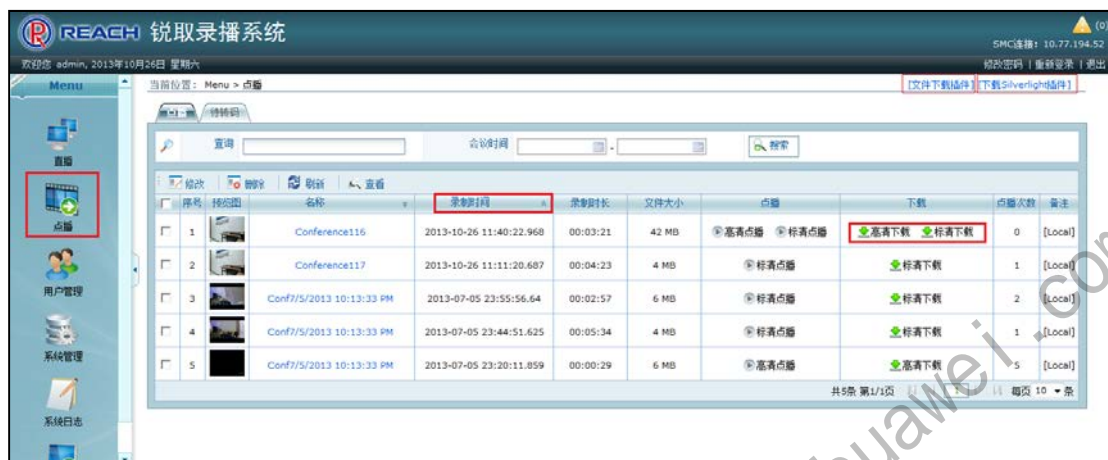 REACH 锐取录播系统
(0)
SMC连接: 10.77.194.52
欢迎您 admin, 2013年10月26日 星期六
修改密码 | 重新登录 | 退出
Menu
当前位置: Menu > 点播
[文件下载插件] [下载Silverlight插件]
待转码
查询
会议时间
-
搜索
修改 删除 刷新 查看
序号 预览图 名称 录制时间 录制时长 文件大小 点播 下载 点播次数 备注
1 Conference116 2013-10-26 11:40:22.968 00:03:21 42 MB 高清点播 标清点播 高清下载 标清下载 0 [Local]
2 Conference117 2013-10-26 11:11:20.687 00:04:23 4 MB 标清点播 标清下载 1 [Local]
3 Conf7/5/2013 10:13:33 PM 2013-07-05 23:55:56.64 00:02:57 6 MB 标清点播 标清下载 2 [Local]
4 Conf7/5/2013 10:13:33 PM 2013-07-05 23:44:51.625 00:05:34 4 MB 标清点播 标清下载 1 [Local]
5 Conf7/5/2013 10:13:33 PM 2013-07-05 23:20:11.859 00:00:29 6 MB 高清点播 高清下载 5 [Local]
共5条 第1/1页 1 每页 10 条
直播
点播
用户管理
系统管理
系统日志
huawei.com